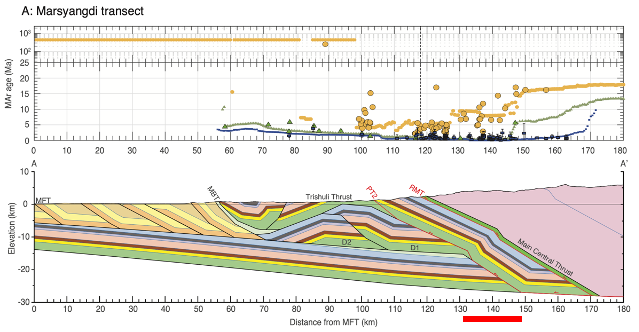 A: Marsyangdi transect
10³
10²
25
20
15
10
5
0
MAr age (Ma)
0 10 20 30 40 50 60 70 80 90 100 110 120 130 140 150 160 170 180
A A'
10
0
-10
-20
-30
Elevation (km)
MFT
MBT
Trishuli Thrust
PT2
RMT
D2
D1
Main Central Thrust
0 10 20 30 40 50 60 70 80 90 100 110 120 130 140 150 160 170 180
Distance from MFT (km)